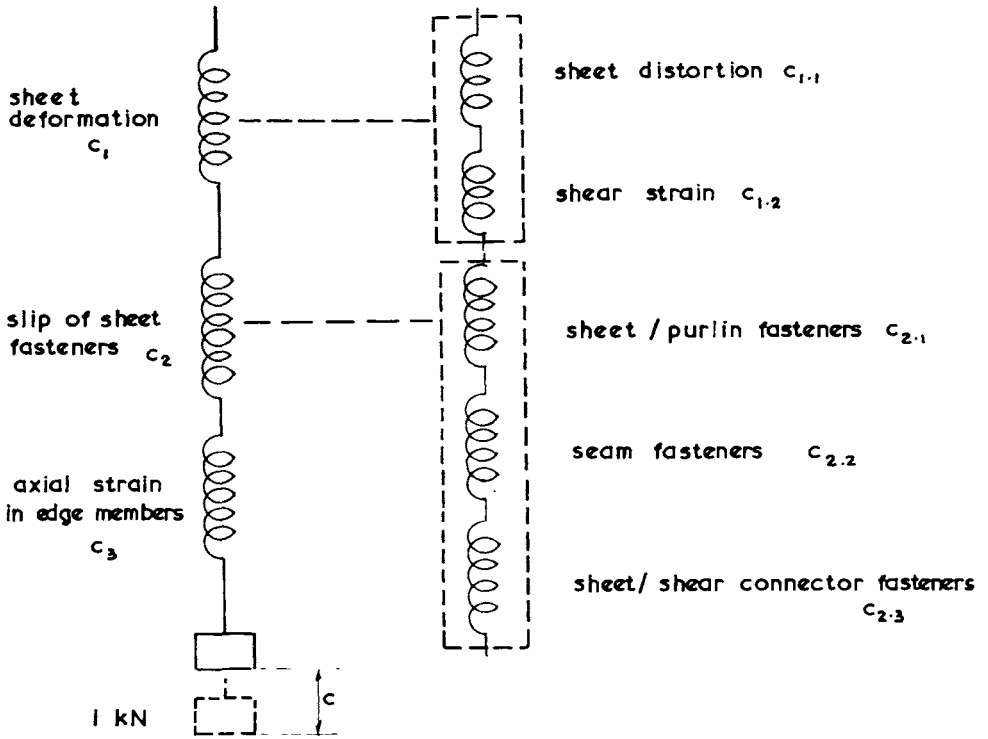 sheet
deformation
c₁
slip of sheet
fasteners c₂
axial strain
in edge members
c₃
1 kN
c
sheet distortion c₁.₁
shear strain c₁.₂
sheet / purlin fasteners c₂.₁
seam fasteners c₂.₂
sheet/ shear connector fasteners
c₂.₃